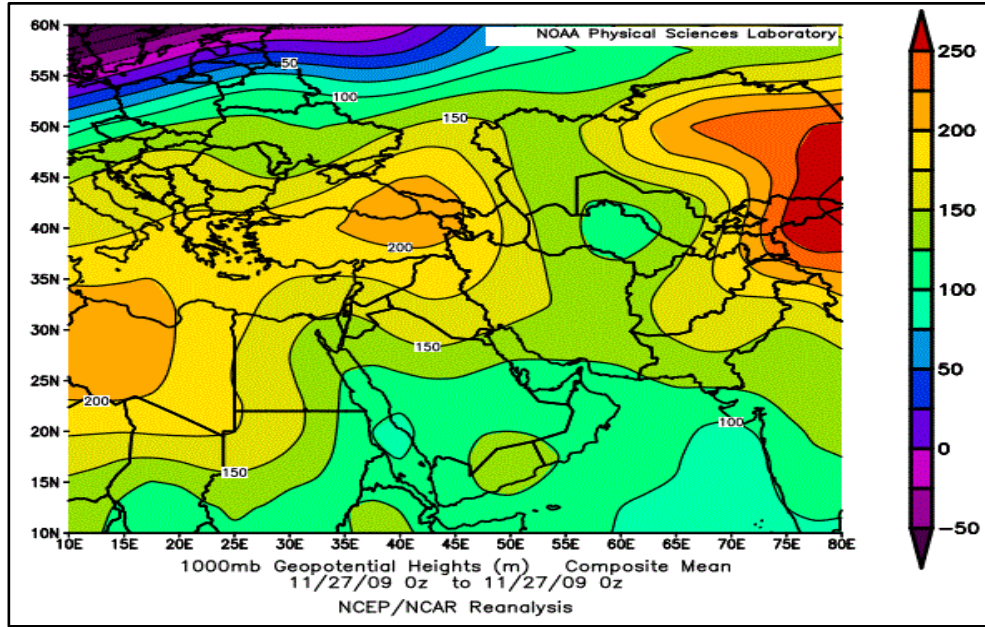 60N
NOAA Physical Sciences Laboratory
55N
50
100
50N
150
45N
40N
200
35N
30N
150
25N
200
20N
100
15N
150
10N
10E 15E 20E 25E 30E 35E 40E 45E 50E 55E 60E 65E 70E 75E 80E
1000mb Geopotential Heights (m) Composite Mean
11/27/09 0z to 11/27/09 0z
NCEP/NCAR Reanalysis
250
200
150
100
50
0
−50